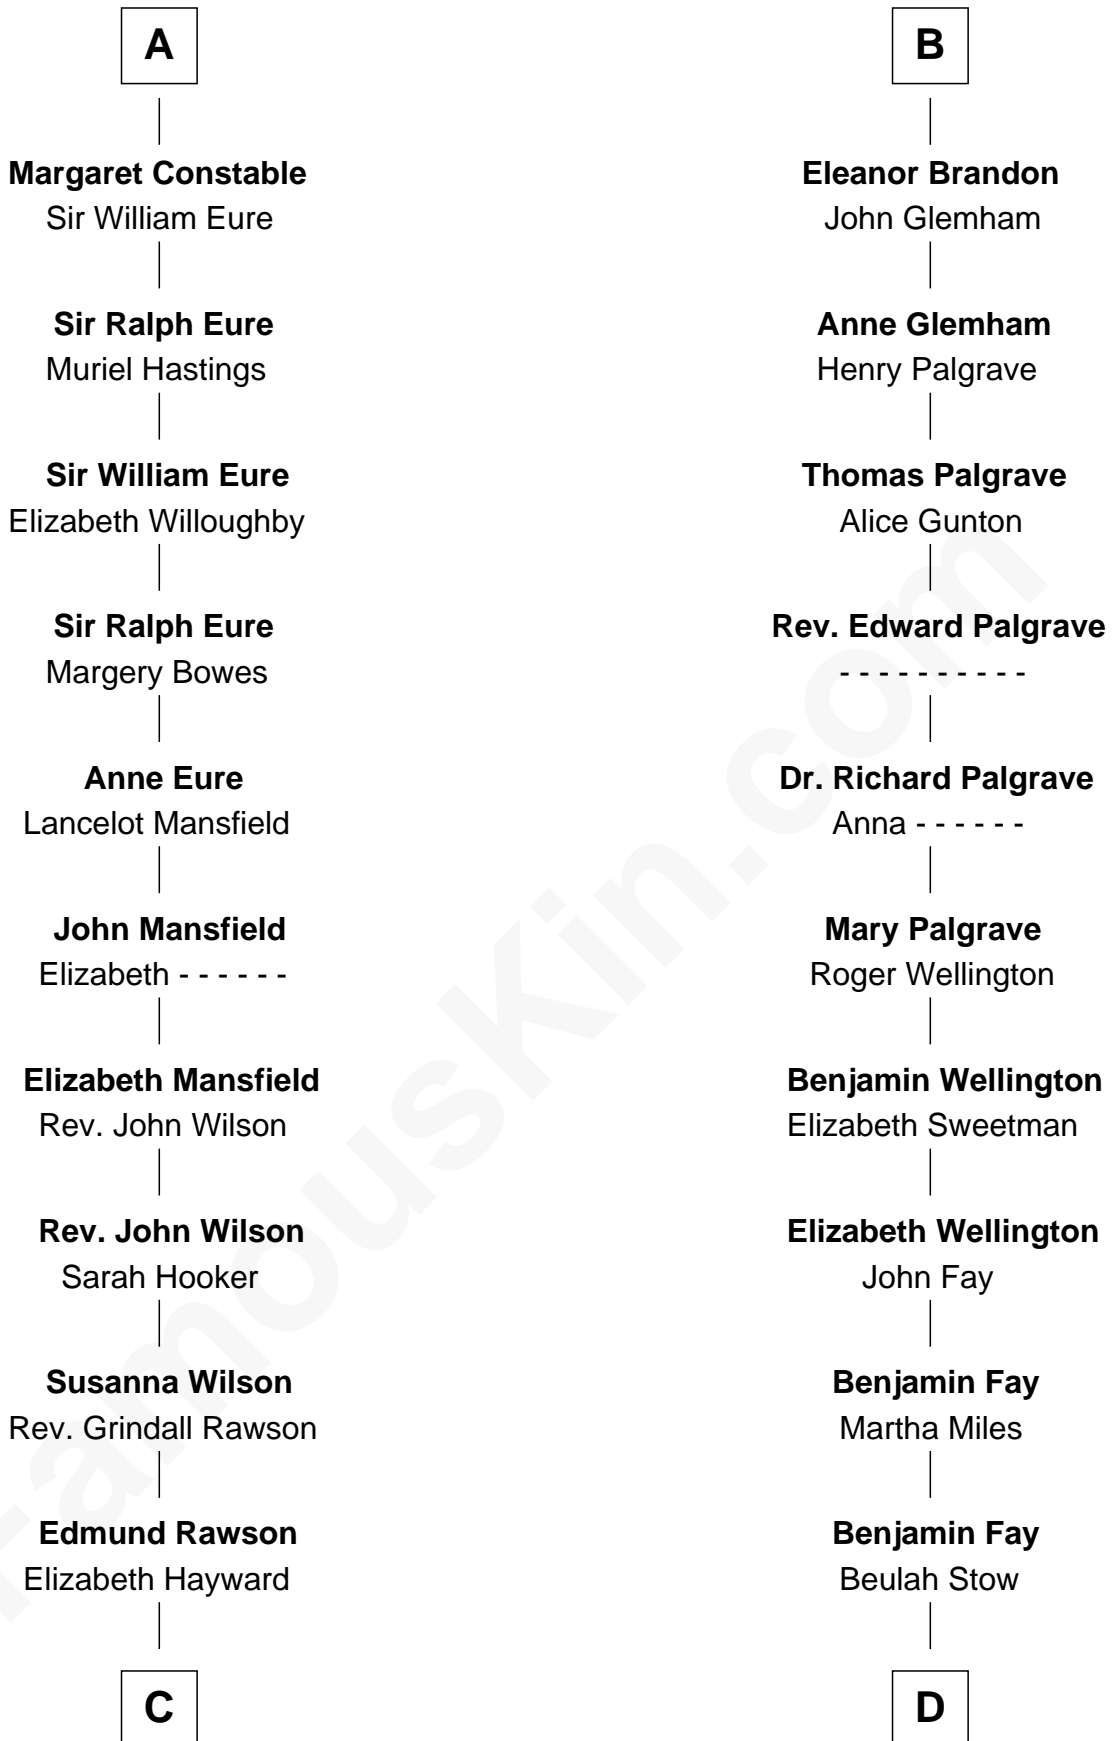 A
Margaret Constable
Sir William Eure
Sir Ralph Eure
Muriel Hastings
Sir William Eure
Elizabeth Willoughby
Sir Ralph Eure
Margery Bowes
Anne Eure
Lancelot Mansfield
John Mansfield
Elizabeth - - - - - -
Elizabeth Mansfield
Rev. John Wilson
Rev. John Wilson
Sarah Hooker
Susanna Wilson
Rev. Grindall Rawson
Edmund Rawson
Elizabeth Hayward
C
B
Eleanor Brandon
John Glemham
Anne Glemham
Henry Palgrave
Thomas Palgrave
Alice Gunton
Rev. Edward Palgrave
- - - - - - - - - -
Dr. Richard Palgrave
Anna - - - - - -
Mary Palgrave
Roger Wellington
Benjamin Wellington
Elizabeth Sweetman
Elizabeth Wellington
John Fay
Benjamin Fay
Martha Miles
Benjamin Fay
Beulah Stow
D
FamousKin.com